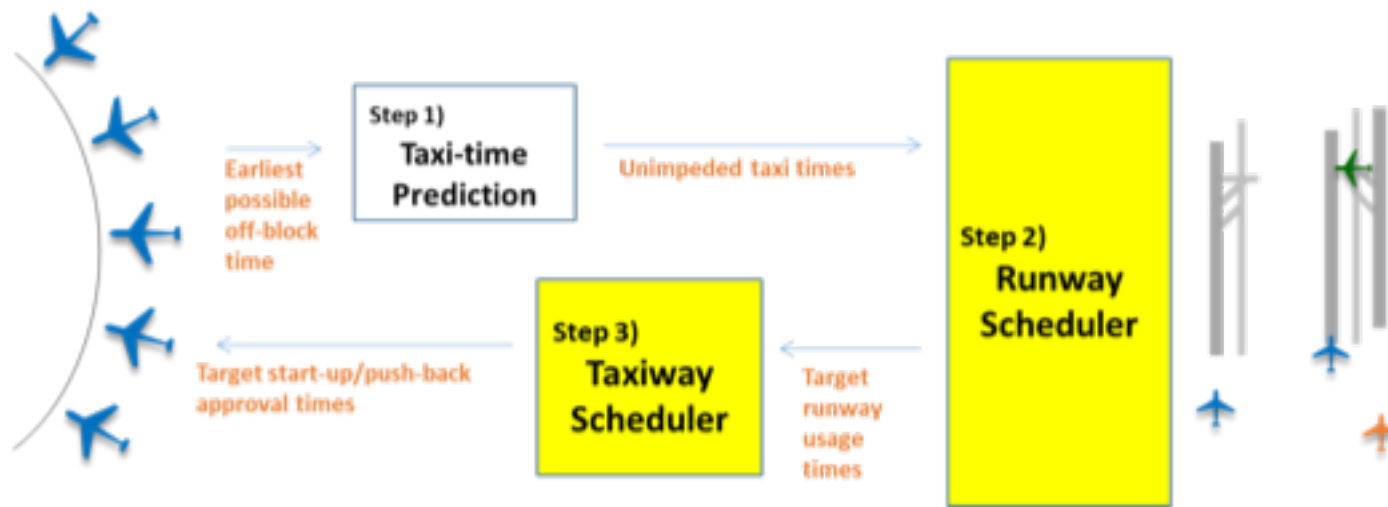 Step 1)
Taxi-time
Prediction
Earliest
possible
off-block
time
Unimpeded taxi times
Step 2)
Runway
Scheduler
Step 3)
Taxiway
Scheduler
Target
runway
usage
times
Target start-up/push-back
approval times